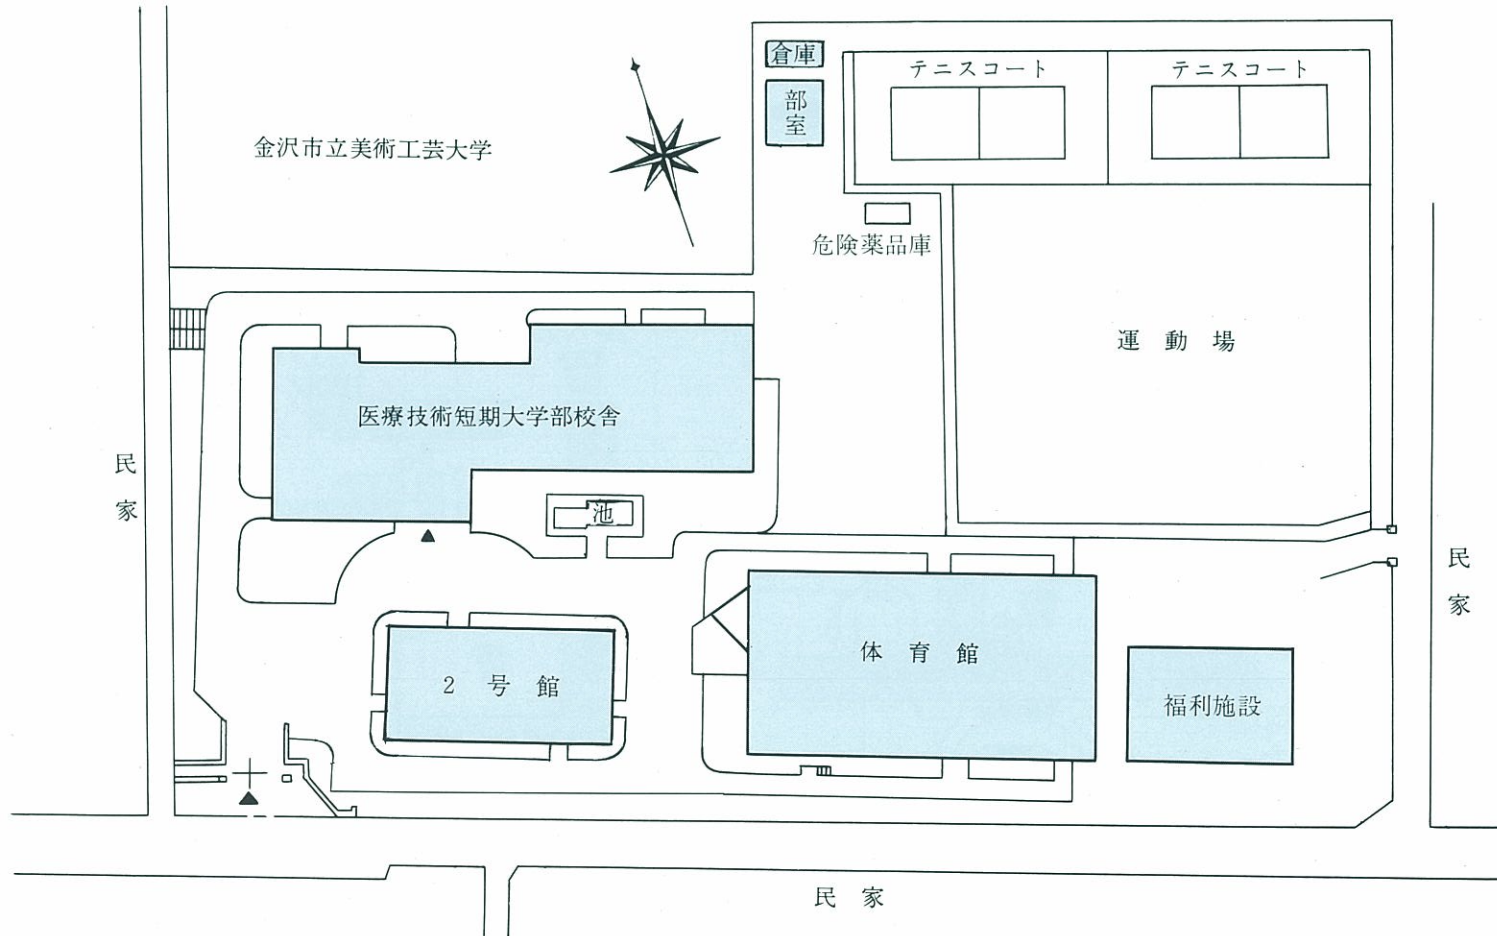 倉庫
部室
テニスコート
テニスコート
金沢市立美術工芸大学
危険薬品庫
運動場
医療技術短期大学部校舎
民家
池
民家
体育館
2号館
福利施設
民家